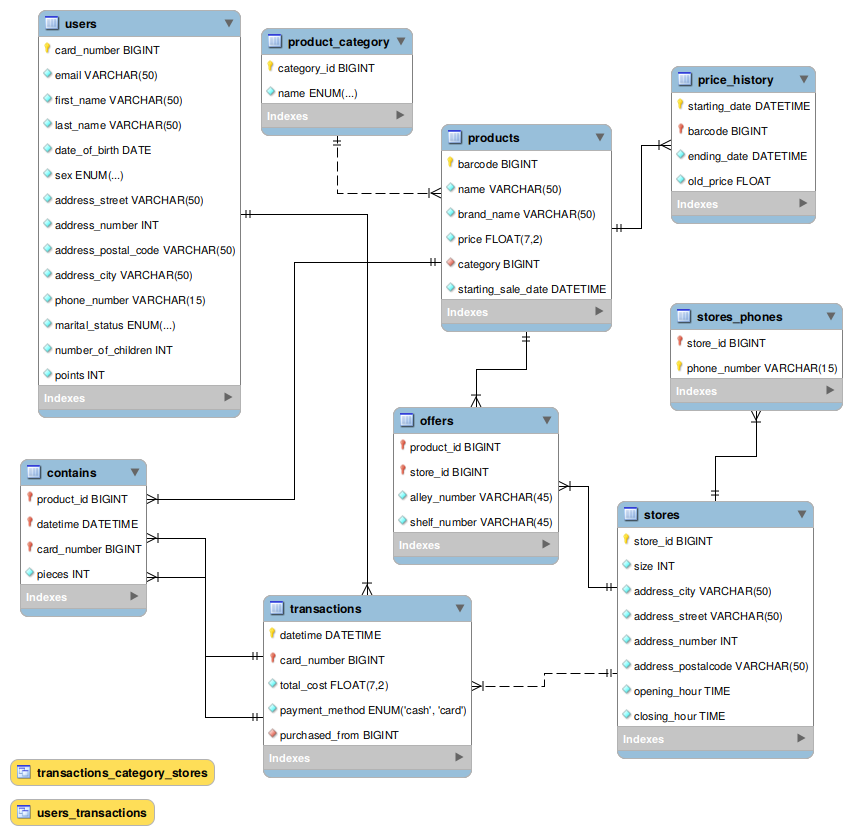 users
card_number BIGINT
email VARCHAR(50)
first_name VARCHAR(50)
last_name VARCHAR(50)
date_of_birth DATE
sex ENUM(...)
address_street VARCHAR(50)
address_number INT
address_postal_code VARCHAR(50)
address_city VARCHAR(50)
phone_number VARCHAR(15)
marital_status ENUM(...)
number_of_children INT
points INT
Indexes
product_category
category_id BIGINT
name ENUM(...)
Indexes
products
barcode BIGINT
name VARCHAR(50)
brand_name VARCHAR(50)
price FLOAT(7,2)
category BIGINT
starting_sale_date DATETIME
Indexes
price_history
starting_date DATETIME
barcode BIGINT
ending_date DATETIME
old_price FLOAT
Indexes
stores_phones
store_id BIGINT
phone_number VARCHAR(15)
Indexes
offers
product_id BIGINT
store_id BIGINT
alley_number VARCHAR(45)
shelf_number VARCHAR(45)
Indexes
contains
product_id BIGINT
datetime DATETIME
card_number BIGINT
pieces INT
Indexes
stores
store_id BIGINT
size INT
address_city VARCHAR(50)
address_street VARCHAR(50)
address_number INT
address_postalcode VARCHAR(50)
opening_hour TIME
closing_hour TIME
Indexes
transactions
datetime DATETIME
card_number BIGINT
total_cost FLOAT(7,2)
payment_method ENUM('cash', 'card')
purchased_from BIGINT
Indexes
transactions_category_stores
users_transactions